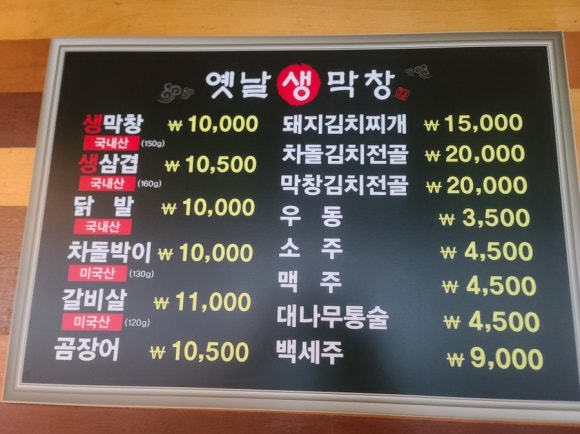 옛날 생 막창
생막창 ₩ 10,000
국내산 (150g)
생삼겹 ₩ 10,500
국내산 (160g)
닭 발 ₩ 10,000
국내산
차돌박이 ₩ 10,000
미국산 (130g)
갈비살 ₩ 11,000
미국산 (120g)
곰장어 ₩ 10,500
돼지김치찌개 ₩ 15,000
차돌김치전골 ₩ 20,000
막창김치전골 ₩ 20,000
우 동 ₩ 3,500
소 주 ₩ 4,500
맥 주 ₩ 4,500
대나무통술 ₩ 4,500
백세주 ₩ 9,000